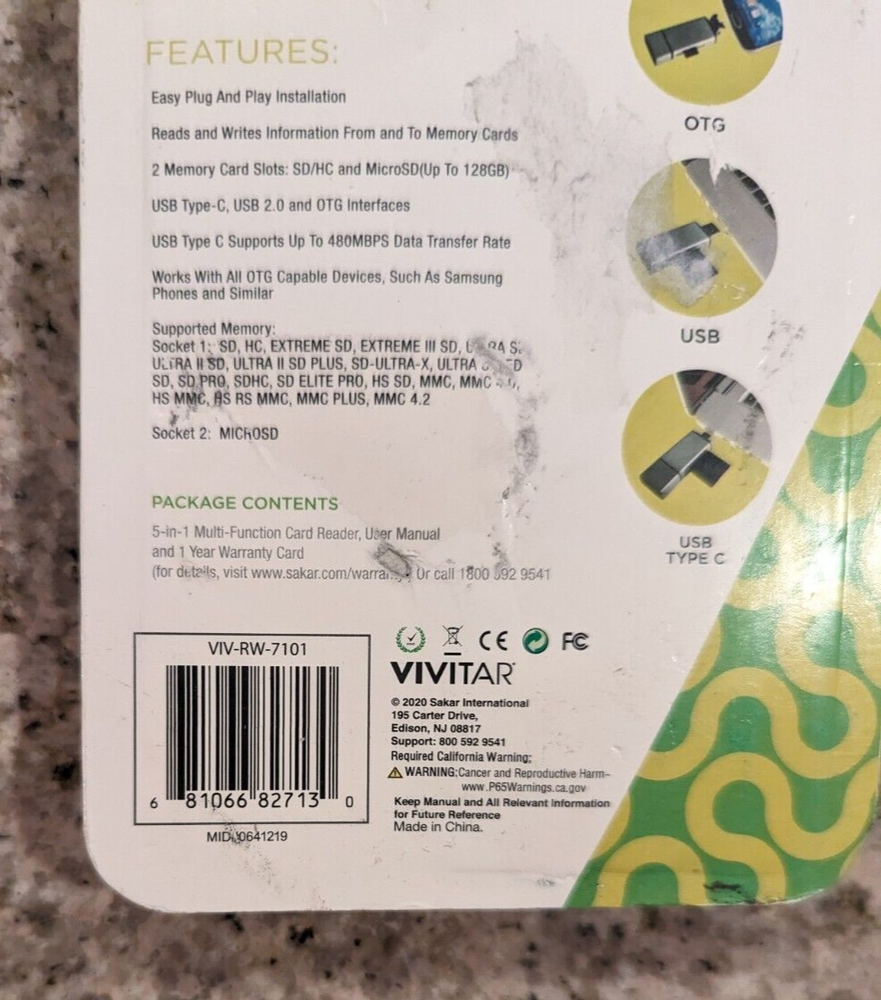 FEATURES:
Easy Plug And Play Installation
Reads and Writes Information From and To Memory Cards
2 Memory Card Slots: SD/HC and MicroSD(Up To 128GB)
USB Type-C, USB 2.0 and OTG Interfaces
USB Type C Supports Up To 480MBPS Data Transfer Rate
Works With All OTG Capable Devices, Such As Samsung
Phones and Similar
Supported Memory:
Socket 1: SD, HC, EXTREME SD, EXTREME III SD,
ULTRA II SD, ULTRA II SD PLUS, SD-ULTRA-X, ULTRA
SD, SD PRO, SDHC, SD ELITE PRO, HS SD, MMC, MMC
HS MMC, HS RS MMC, MMC PLUS, MMC 4.2
Socket 2: MICROSD
PACKAGE CONTENTS
5-in-1 Multi-Function Card Reader, User Manual
and 1 Year Warranty Card
(for details, visit www.sakar.com/warranty) Or call 1800 592 9541
OTG
USB
USB
TYPE C
VIV-RW-7101
6 81066 82713 0
MID: 0641219
CE FC
VIVITAR
© 2020 Sakar International
195 Carter Drive,
Edison, NJ 08817
Support: 800 592 9541
Required California Warning;
WARNING:Cancer and Reproductive Harm-
www.P65Warnings.ca.gov
Keep Manual and All Relevant Information
for Future Reference
Made in China.